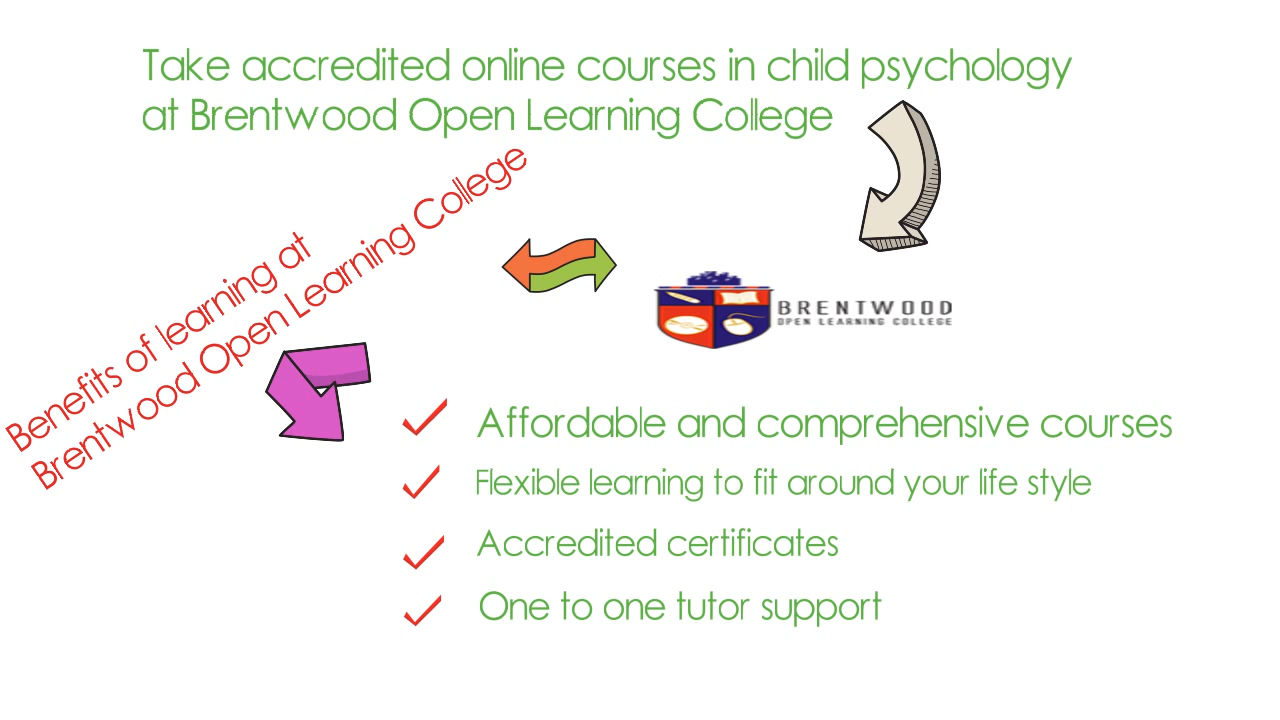 Take accredited online courses in child psychology
at Brentwood Open Learning College
Benefits of learning at
Brentwood Open Learning College
BRENTWOOD
OPEN LEARNING COLLEGE
Affordable and comprehensive courses
Flexible learning to fit around your life style
Accredited certificates
One to one tutor support